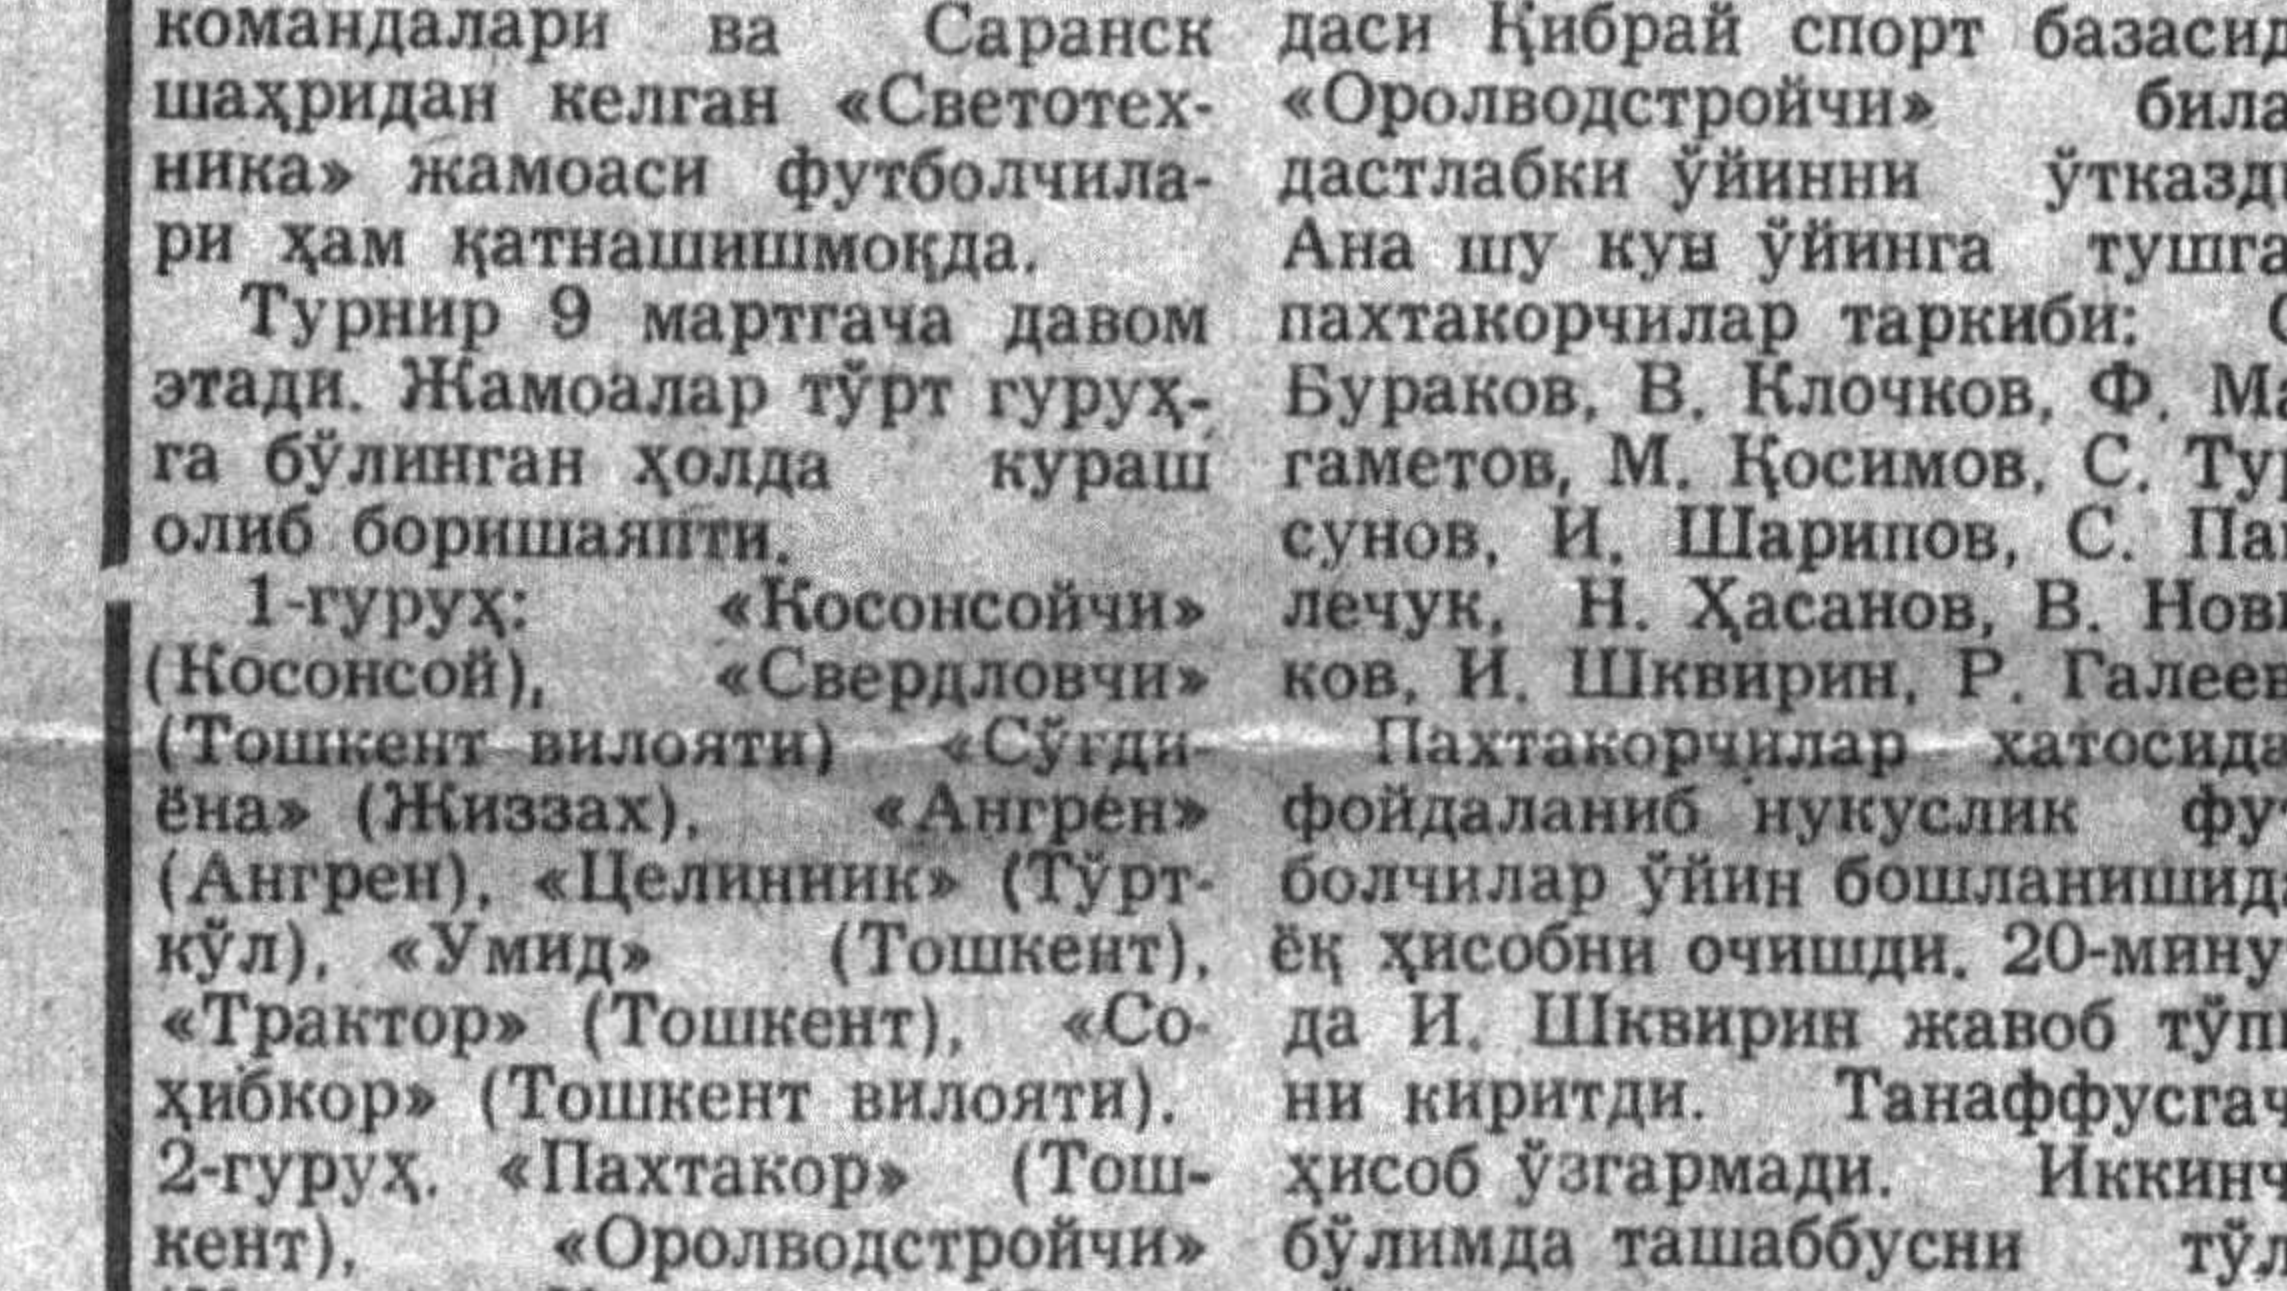 командалари ва Саранск
шаҳридан келган «Светотех-
ника» жамоаси футболчила-
ри ҳам қатнашишмоқда.
Турнир 9 мартгача давом
этади. Жамоалар тўрт гуруҳ-
га бўлинган ҳолда кураш
олиб боришаяпти.
1-гуруҳ: «Косонсойчи»
(Косонсой), «Свердловчи»
(Тошкент вилояти) «Сўғди-
ёна» (Жиззах), «Ангрен»
(Ангрен), «Целинник» (Тўрт-
кўл), «Умид» (Тошкент),
«Трактор» (Тошкент), «Со-
ҳибкор» (Тошкент вилояти).
2-гуруҳ. «Пахтакор» (Тош-
кент), «Оролводстройчи»
даси Қибрай спорт базасид
«Оролводстройчи» била
дастлабки ўйинни ўтказд
Ана шу кун ўйинга тушга
пахтакорчилар таркиби: С
Бураков, В. Клочков, Ф. Ма
гаметов, М. Қосимов, С. Ту
сунов, И. Шарипов, С. Па
лечук, Н. Ҳасанов, В. Нов
ков, И. Шквирин, Р. Галеев
Пахтакорчилар хатосида
фойдаланиб нукуслик фу
болчилар ўйин бошланишид
ёқ ҳисобни очишди. 20-мину
да И. Шквирин жавоб тўп
ни киритди. Танаффусгач
ҳисоб ўзгармади. Иккинч
бўлимда ташаббусни тўл